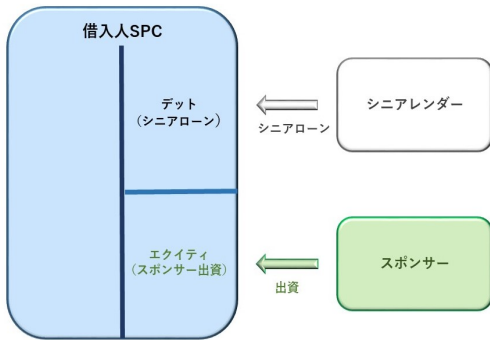 借入人SPC
デット
（シニアローン）
シニアローン
シニアレンダー
エクイティ
（スポンサー出資）
出資
スポンサー